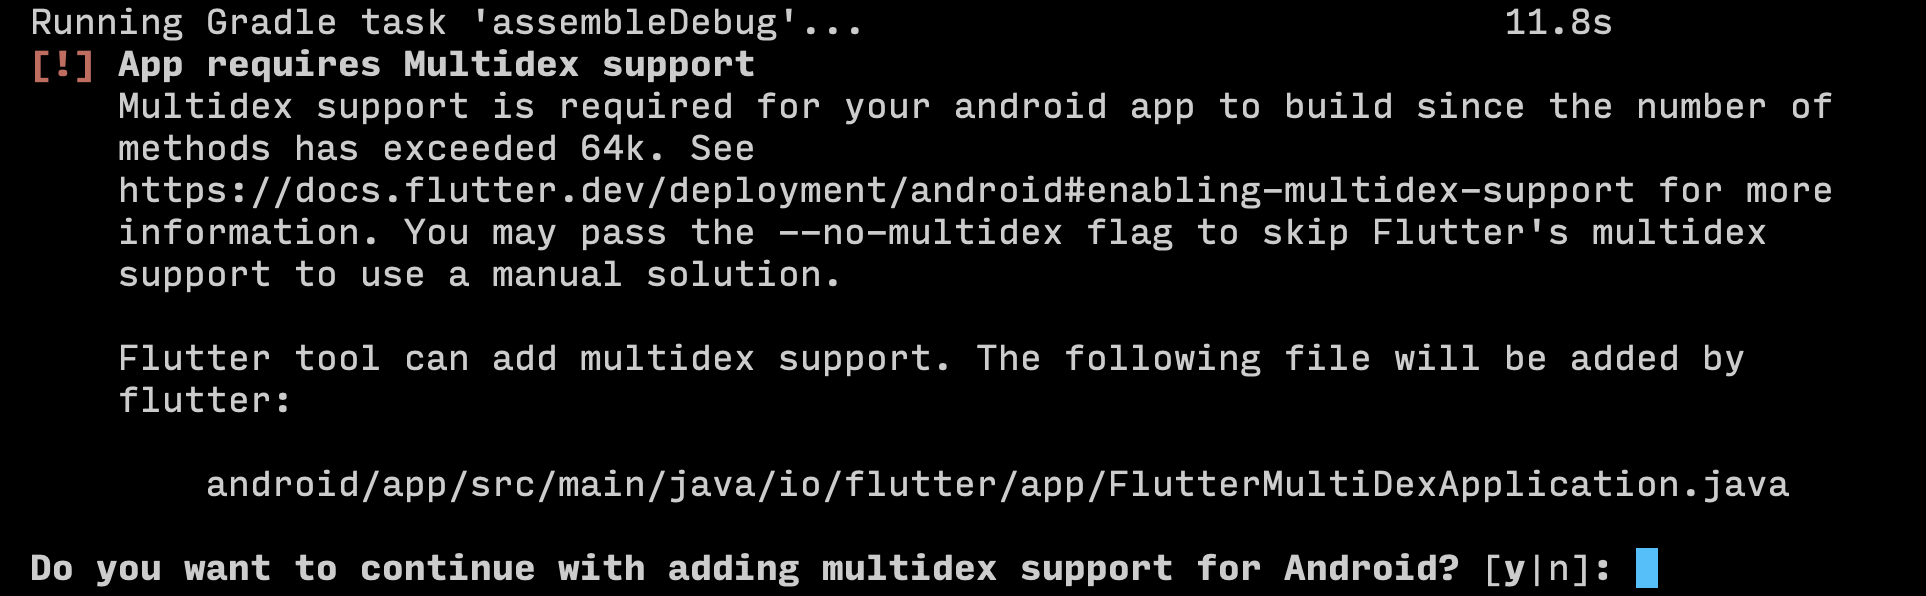 Running Gradle task 'assembleDebug'... 11.8s
[!] App requires Multidex support
Multidex support is required for your android app to build since the number of
methods has exceeded 64k. See
https://docs.flutter.dev/deployment/android#enabling-multidex-support for more
information. You may pass the --no-multidex flag to skip Flutter's multidex
support to use a manual solution.
Flutter tool can add multidex support. The following file will be added by
flutter:
android/app/src/main/java/io/flutter/app/FlutterMultiDexApplication.java
Do you want to continue with adding multidex support for Android? [y|n]: